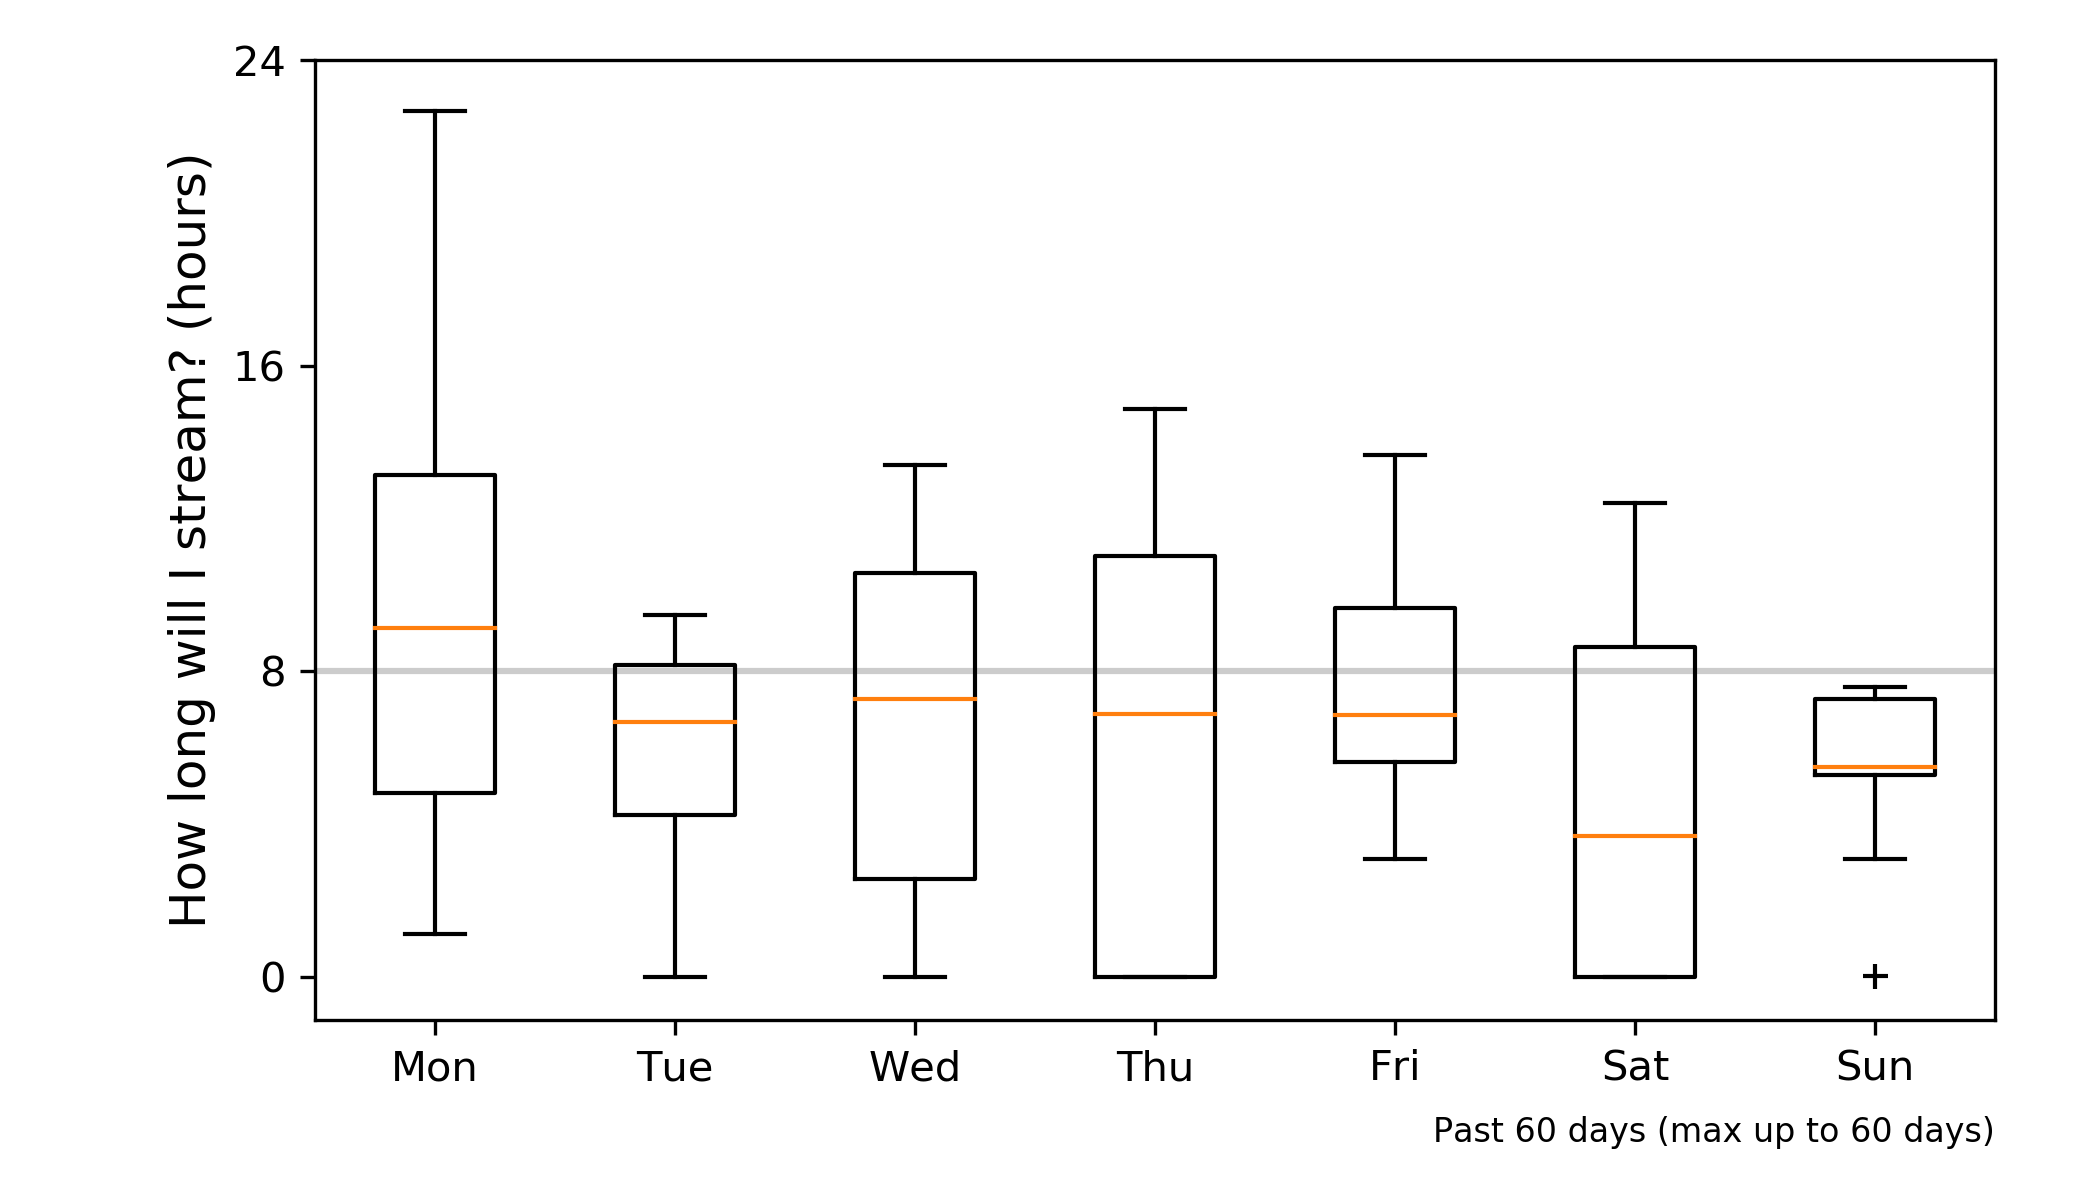 How long will I stream? (hours)
24
16
8
0
Mon Tue Wed Thu Fri Sat Sun
Past 60 days (max up to 60 days)